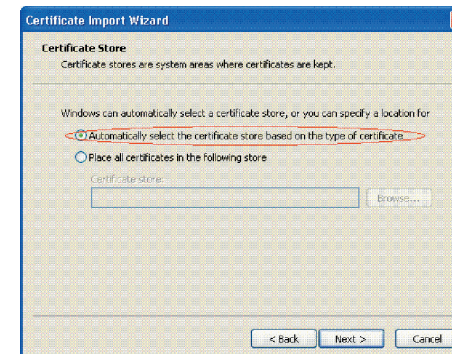 Certificate Import Wizard
Certificate Store
Certificate stores are system areas where certificates are kept.
Windows can automatically select a certificate store, or you can specify a location for
Automatically select the certificate store based on the type of certificate
Place all certificates in the following store
Certificate store:
Browse...
< Back Next > Cancel